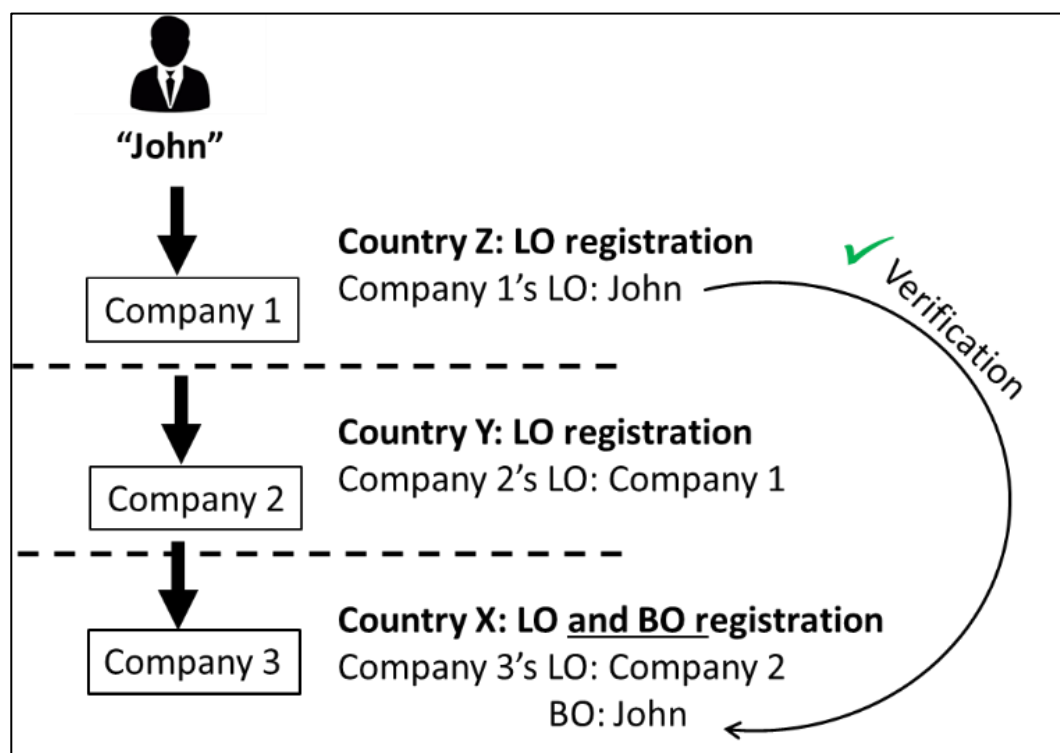 “John”
Country Z: LO registration
Company 1’s LO: John
Company 1
Verification
Country Y: LO registration
Company 2’s LO: Company 1
Company 2
Country X: LO and BO registration
Company 3’s LO: Company 2
Company 3
BO: John